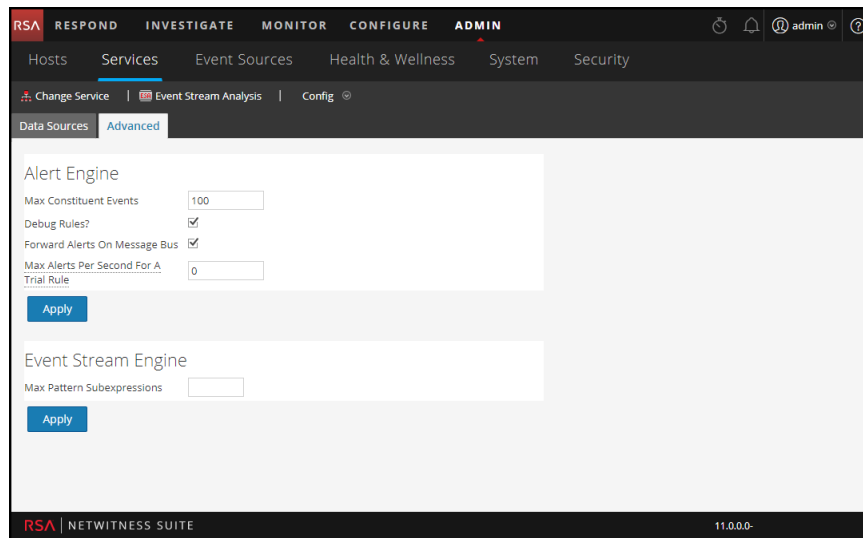 RSA RESPOND INVESTIGATE MONITOR CONFIGURE ADMIN admin
Hosts Services Event Sources Health & Wellness System Security
Change Service | Event Stream Analysis | Config
Data Sources Advanced
Alert Engine
Max Constituent Events 100
Debug Rules?
Forward Alerts On Message Bus
Max Alerts Per Second For A
Trial Rule
0
Apply
Event Stream Engine
Max Pattern Subexpressions
Apply
RSA | NETWITNESS SUITE 11.0.0.0-